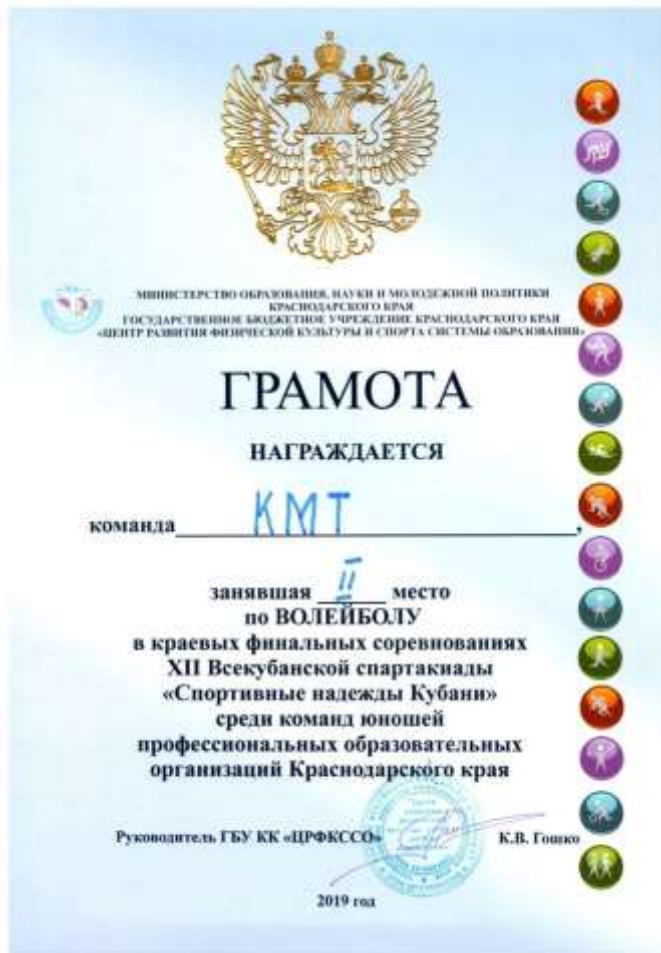 МИНИСТЕРСТВО ОБРАЗОВАНИЯ, НАУКИ И МОЛОДЕЖНОЙ ПОЛИТИКИ
КРАСНОДАРСКОГО КРАЯ
ГОСУДАРСТВЕННОЕ БЮДЖЕТНОЕ УЧРЕЖДЕНИЕ КРАСНОДАРСКОГО КРАЯ
«ЦЕНТР РАЗВИТИЯ ФИЗИЧЕСКОЙ КУЛЬТУРЫ И СПОРТА СИСТЕМЫ ОБРАЗОВАНИЯ»
ГРАМОТА
НАГРАЖДАЕТСЯ
команда КМТ,
занявшая II место
по ВОЛЕЙБОЛУ
в краевых финальных соревнованиях
XII Всекубанской спартакиады
«Спортивные надежды Кубани»
среди команд юношей
профессиональных образовательных
организаций Краснодарского края
Руководитель ГБУ КК «ЦРФКССО» К.В. Гошко
2019 год